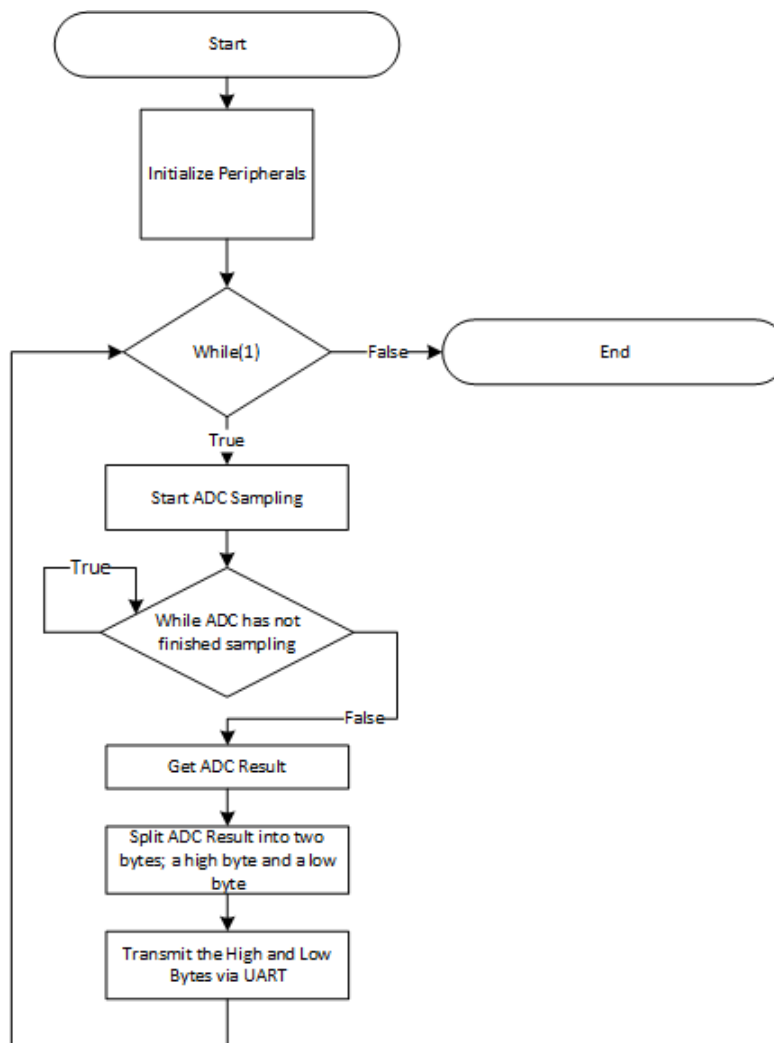 Start
Initialize Peripherals
While(1)
False
End
True
Start ADC Sampling
True
While ADC has not
finished sampling
False
Get ADC Result
Split ADC Result into two
bytes; a high byte and a low
byte
Transmit the High and Low
Bytes via UART